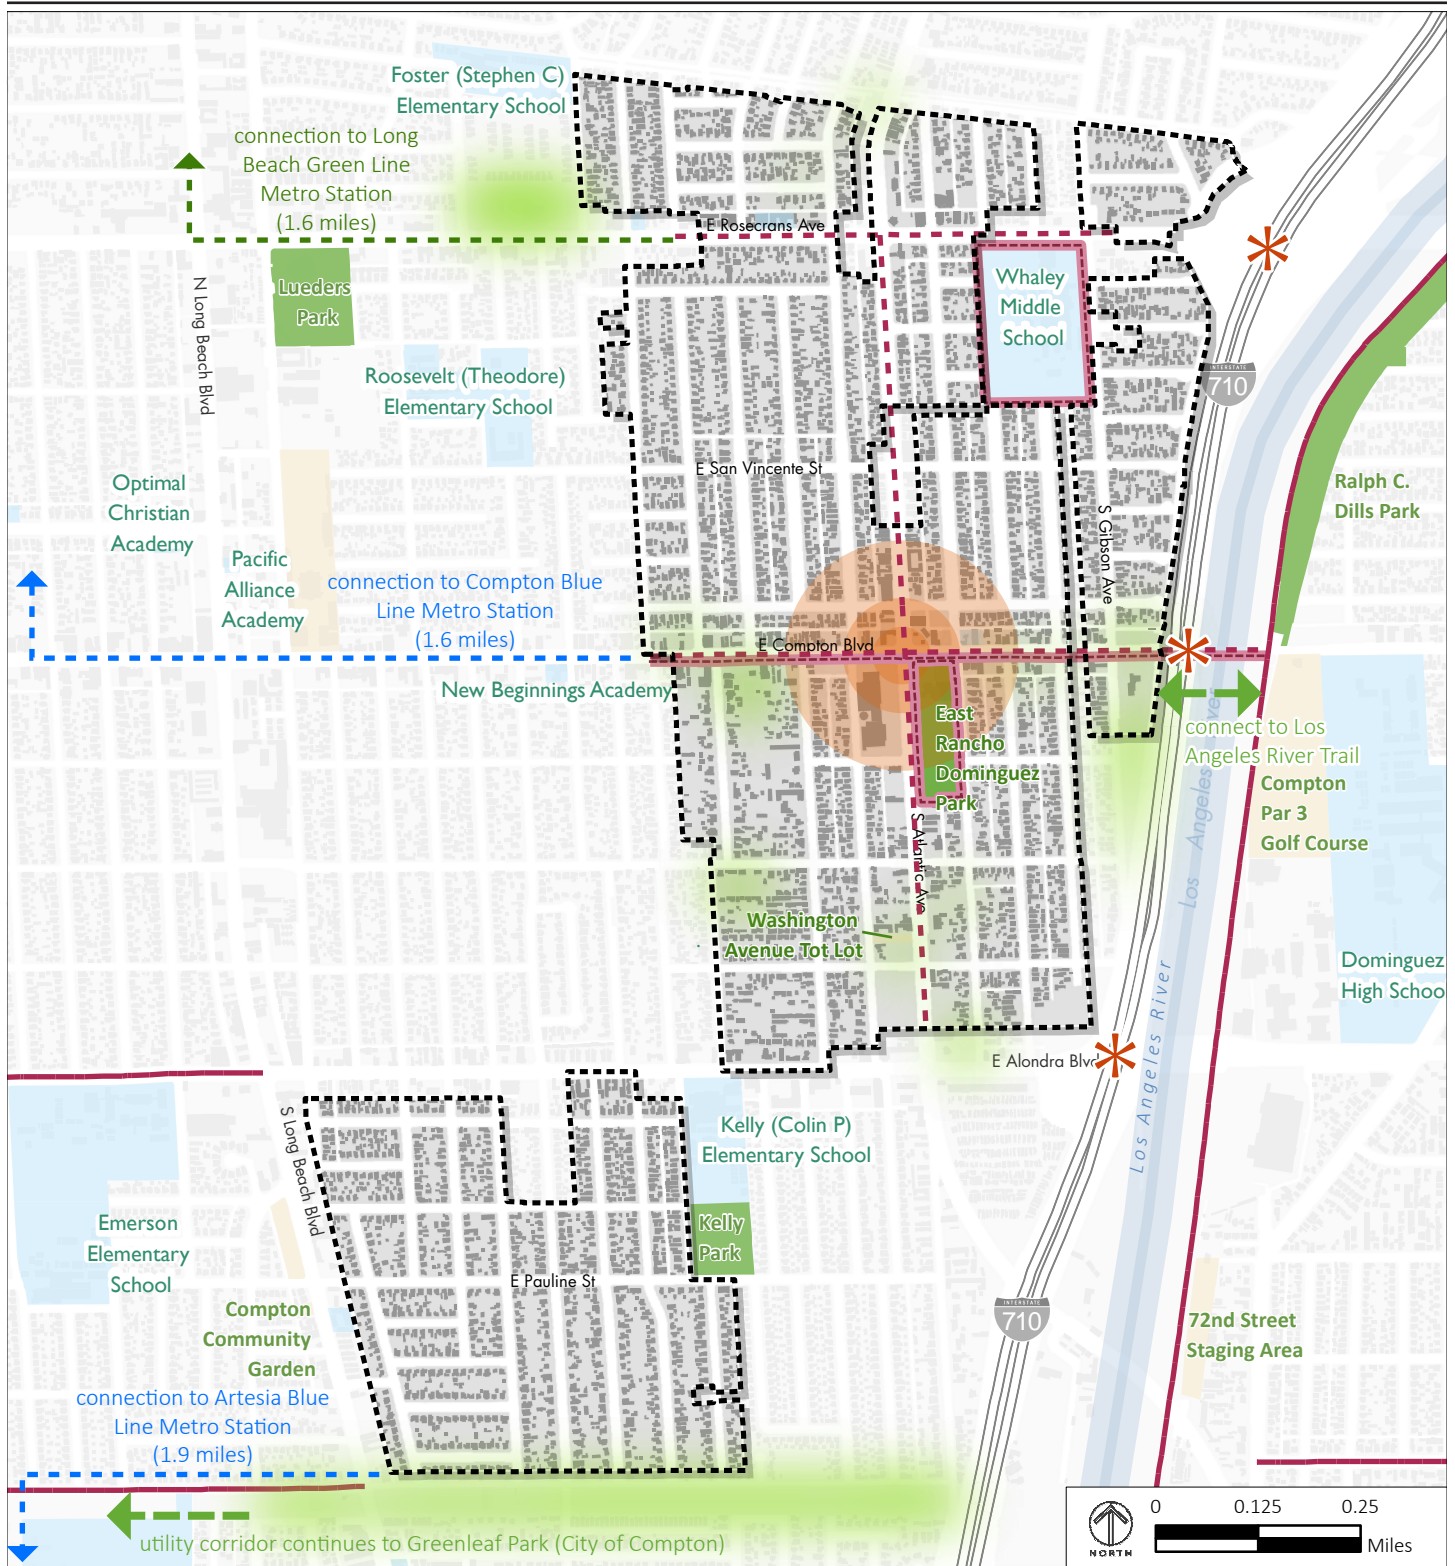 Foster (Stephen C)
Elementary School
connection to Long
Beach Green Line
Metro Station
(1.6 miles)
E Rosecrans Ave
Lueders
Park
N Long Beach Blvd
Whaley
Middle
School
INTERSTATE
710
Roosevelt (Theodore)
Elementary School
E San Vincente St
Optimal
Christian
Academy
Ralph C.
Dills Park
S Gibson Ave
Pacific
Alliance
Academy
connection to Compton Blue
Line Metro Station
(1.6 miles)
E Compton Blvd
New Beginnings Academy
East
Rancho
Dominguez
Park
connect to Los
Angeles River Trail
Los Angeles River
Compton
Par 3
Golf Course
S Atlantic Ave
Washington
Avenue Tot Lot
Dominguez
High Schoo
E Alondra Blvd
Los Angeles River
Kelly (Colin P)
Elementary School
S Long Beach Blvd
Emerson
Elementary
School
Kelly
Park
E Pauline St
Compton
Community
Garden
INTERSTATE
710
72nd Street
Staging Area
connection to Artesia Blue
Line Metro Station
(1.9 miles)
utility corridor continues to Greenleaf Park (City of Compton)
NORTH
0 0.125 0.25
Miles